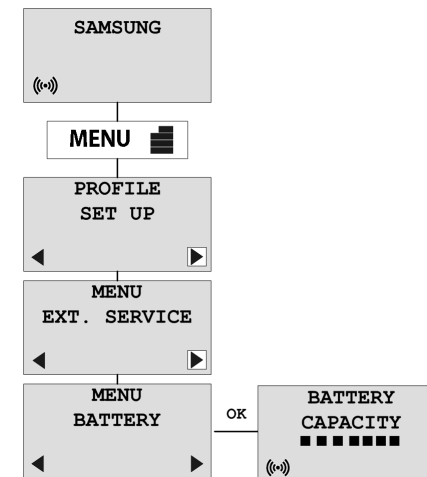 SAMSUNG
MENU
PROFILE
SET UP
MENU
EXT. SERVICE
MENU
BATTERY
OK
BATTERY
CAPACITY